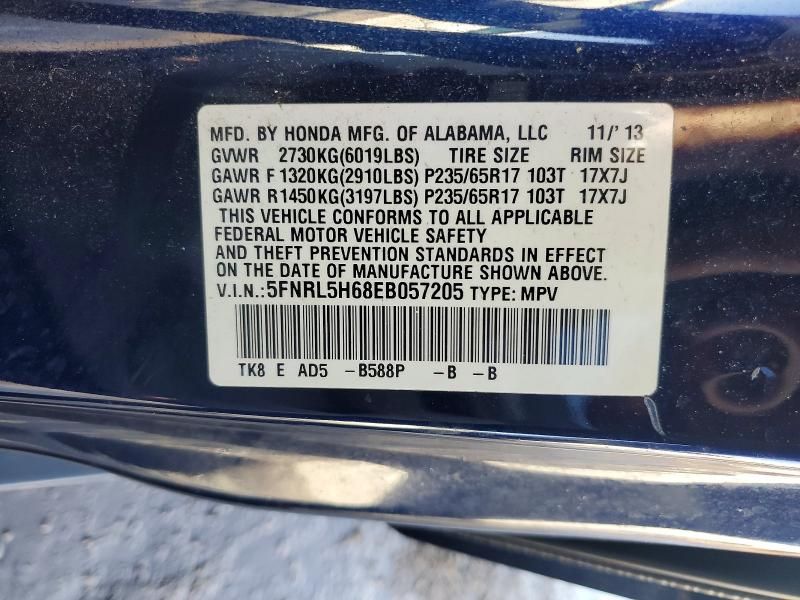 MFD. BY HONDA MFG. OF ALABAMA, LLC 11/'13
GVWR 2730KG(6019LBS) TIRE SIZE RIM SIZE
GAWR F 1320KG(2910LBS) P235/65R17 103T 17X7J
GAWR R1450KG(3197LBS) P235/65R17 103T 17X7J
THIS VEHICLE CONFORMS TO ALL APPLICABLE
FEDERAL MOTOR VEHICLE SAFETY
AND THEFT PREVENTION STANDARDS IN EFFECT
ON THE DATE OF MANUFACTURE SHOWN ABOVE.
V.I.N.:5FNRL5H68EB057205 TYPE: MPV
TK8 E AD5 -B588P -B -B